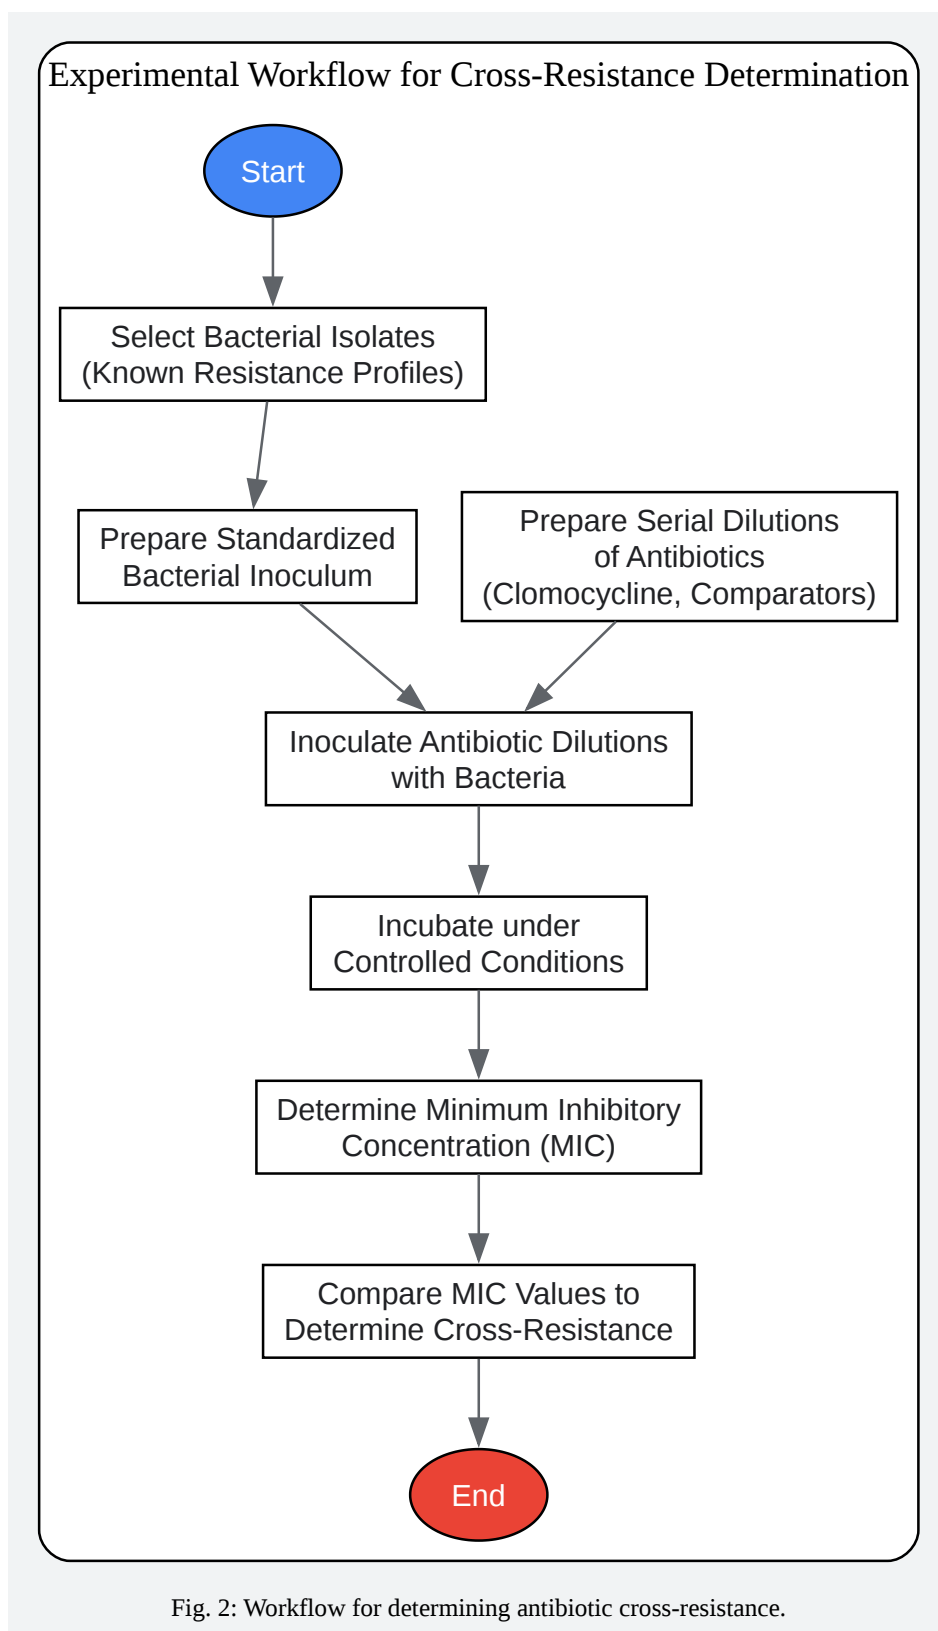 Experimental Workflow for Cross-Resistance Determination
Start
Select Bacterial Isolates
(Known Resistance Profiles)
Prepare Standardized
Bacterial Inoculum
Prepare Serial Dilutions
of Antibiotics
(Clomocycline, Comparators)
Inoculate Antibiotic Dilutions
with Bacteria
Incubate under
Controlled Conditions
Determine Minimum Inhibitory
Concentration (MIC)
Compare MIC Values to
Determine Cross-Resistance
End
Fig. 2: Workflow for determining antibiotic cross-resistance.